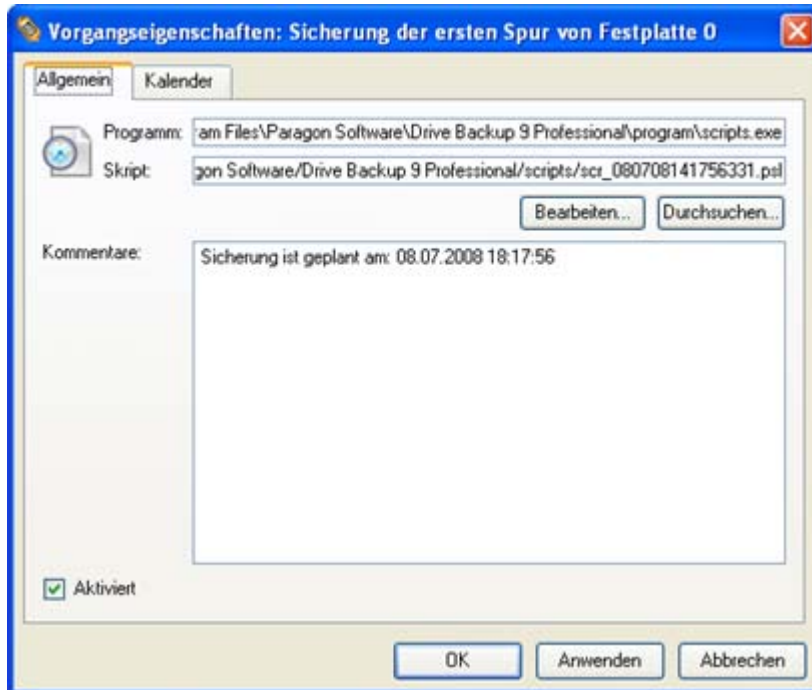 Vorgangseigenschaften: Sicherung der ersten Spur von Festplatte 0
Allgemein Kalender
Programm: am Files\Paragon Software\Drive Backup 9 Professional\program\scripts.exe
Skript: gon Software/Drive Backup 9 Professional/scripts/scr_080708141756331.psl
Bearbeiten... Durchsuchen...
Kommentare: Sicherung ist geplant am: 08.07.2008 18:17:56
Aktiviert
OK Anwenden Abbrechen